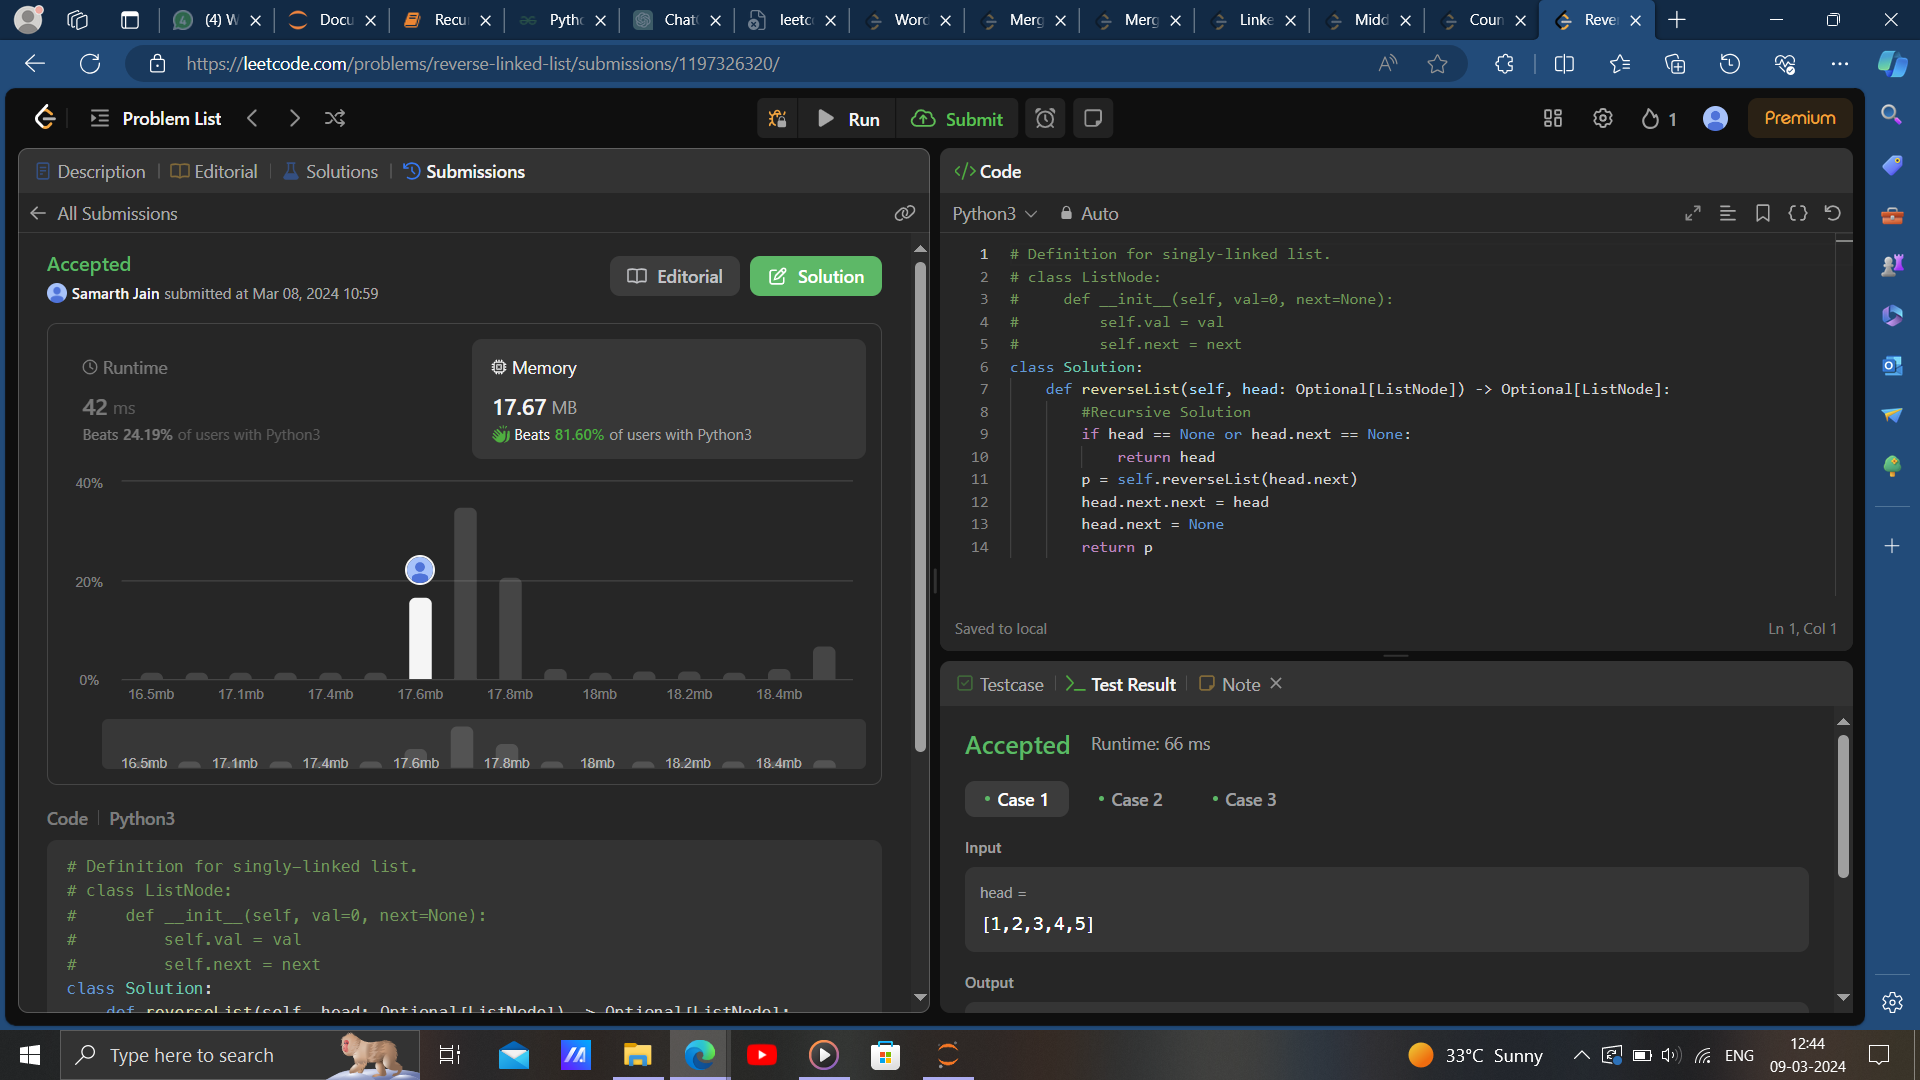 (4) W
Docu
Recu
Pytho
Chat
leetc
Word
Merg
Merg
Linke
Midd
Coun
Reve
https://leetcode.com/problems/reverse-linked-list/submissions/1197326320/
Problem List
Run
Submit
1
Premium
Description
Editorial
Solutions
Submissions
All Submissions
Accepted
Samarth Jain submitted at Mar 08, 2024 10:59
Editorial
Solution
Runtime
42 ms
Beats 24.19% of users with Python3
Memory
17.67 MB
Beats 81.60% of users with Python3
40%
20%
0%
16.5mb 17.1mb 17.4mb 17.6mb 17.8mb 18mb 18.2mb 18.4mb
16.5mb 17.1mb 17.4mb 17.6mb 17.8mb 18mb 18.2mb 18.4mb
Code Python3
# Definition for singly-linked list.
# class ListNode:
#     def __init__(self, val=0, next=None):
#         self.val = val
#         self.next = next
class Solution:
    def reverseList(self, head: Optional[ListNode]) -> Optional[ListNode]:
</> Code
Python3 Auto
1 # Definition for singly-linked list.
2 # class ListNode:
3 #     def __init__(self, val=0, next=None):
4 #         self.val = val
5 #         self.next = next
6 class Solution:
7     def reverseList(self, head: Optional[ListNode]) -> Optional[ListNode]:
8         #Recursive Solution
9         if head == None or head.next == None:
10             return head
11         p = self.reverseList(head.next)
12         head.next.next = head
13         head.next = None
14         return p
Saved to local
Ln 1, Col 1
Testcase
Test Result
Note
Accepted Runtime: 66 ms
Case 1
Case 2
Case 3
Input
head =
[1,2,3,4,5]
Output
Type here to search
33°C Sunny
ENG
12:44
09-03-2024